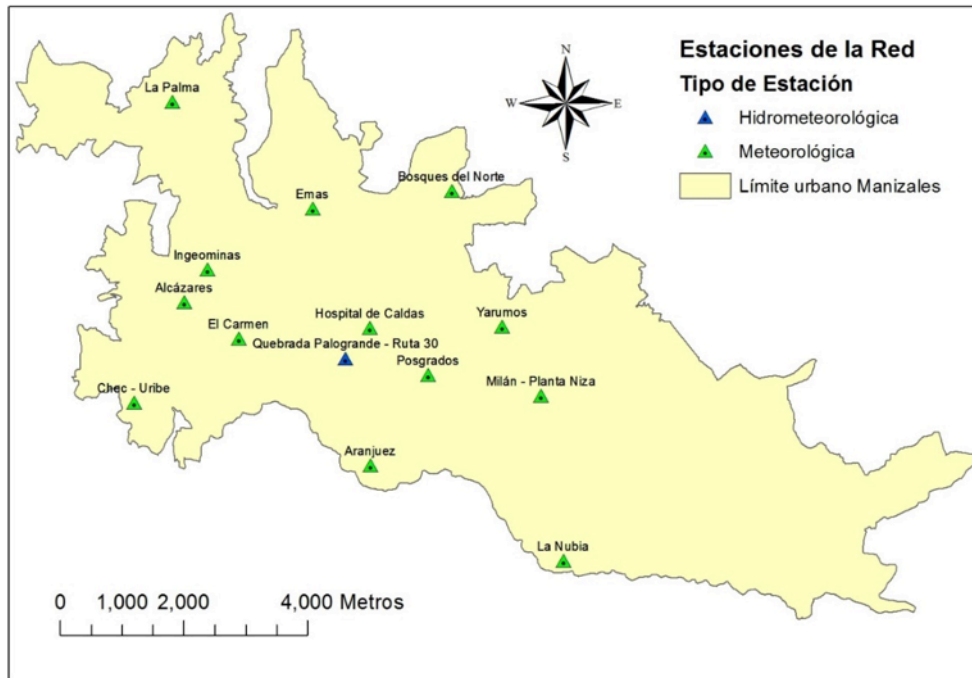 Estaciones de la Red
Tipo de Estación
Hidrometeorológica
Meteorológica
Límite urbano Manizales
N
W
E
S
La Palma
Bosques del Norte
Emas
Ingeominas
Alcázares
El Carmen
Hospital de Caldas
Yarumos
Quebrada Palogrande - Ruta 30
Posgrados
Chec - Uribe
Milán - Planta Niza
Aranjuez
La Nubia
0 1,000 2,000 4,000 Metros